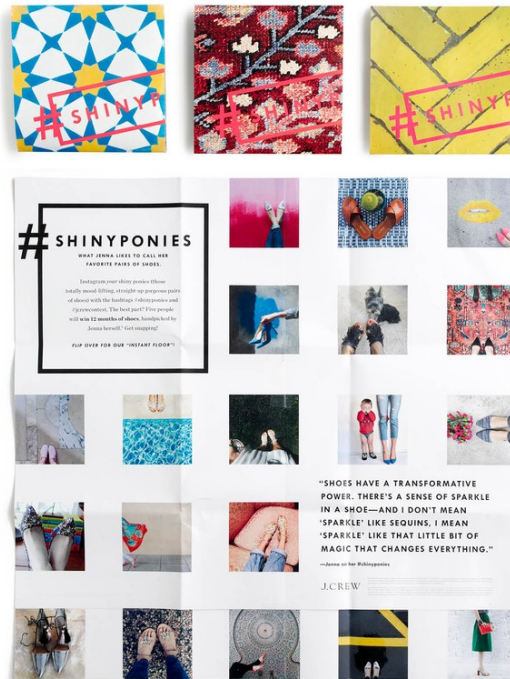 #SHINYP
#SHIN
#SHINYP
#SHINYPONIES
WHAT JENNA LIKES TO CALL HER
FAVORITE PAIRS OF SHOES.
Instagram your shiny ponies (those
totally mood-lifting, straight-up gorgeous pairs
of shoes) with the hashtags #shinyponies and
#jcrewcontest. The best part? Five people
will win 12 months of shoes, handpicked by
Jenna herself.* Get snapping!
FLIP OVER FOR OUR "INSTANT FLOOR"!
"SHOES HAVE A TRANSFORMATIVE
POWER. THERE'S A SENSE OF SPARKLE
IN A SHOE—AND I DON'T MEAN
'SPARKLE' LIKE SEQUINS, I MEAN
'SPARKLE' LIKE THAT LITTLE BIT OF
MAGIC THAT CHANGES EVERYTHING."
—Jenna on her #shinyponies
J.CREW